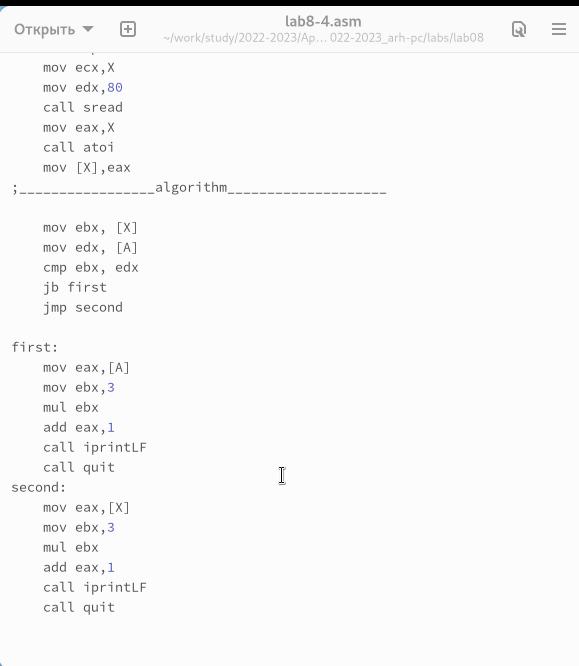 Открыть
lab8-4.asm
~/work/study/2022-2023/Ap... 022-2023_arh-pc/labs/lab08
mov ecx,X
mov edx,80
call sread
mov eax,X
call atoi
mov [X],eax
;_________________algorithm____________________
mov ebx, [X]
mov edx, [A]
cmp ebx, edx
jb first
jmp second
first:
mov eax,[A]
mov ebx,3
mul ebx
add eax,1
call iprintLF
call quit
second:
mov eax,[X]
mov ebx,3
mul ebx
add eax,1
call iprintLF
call quit